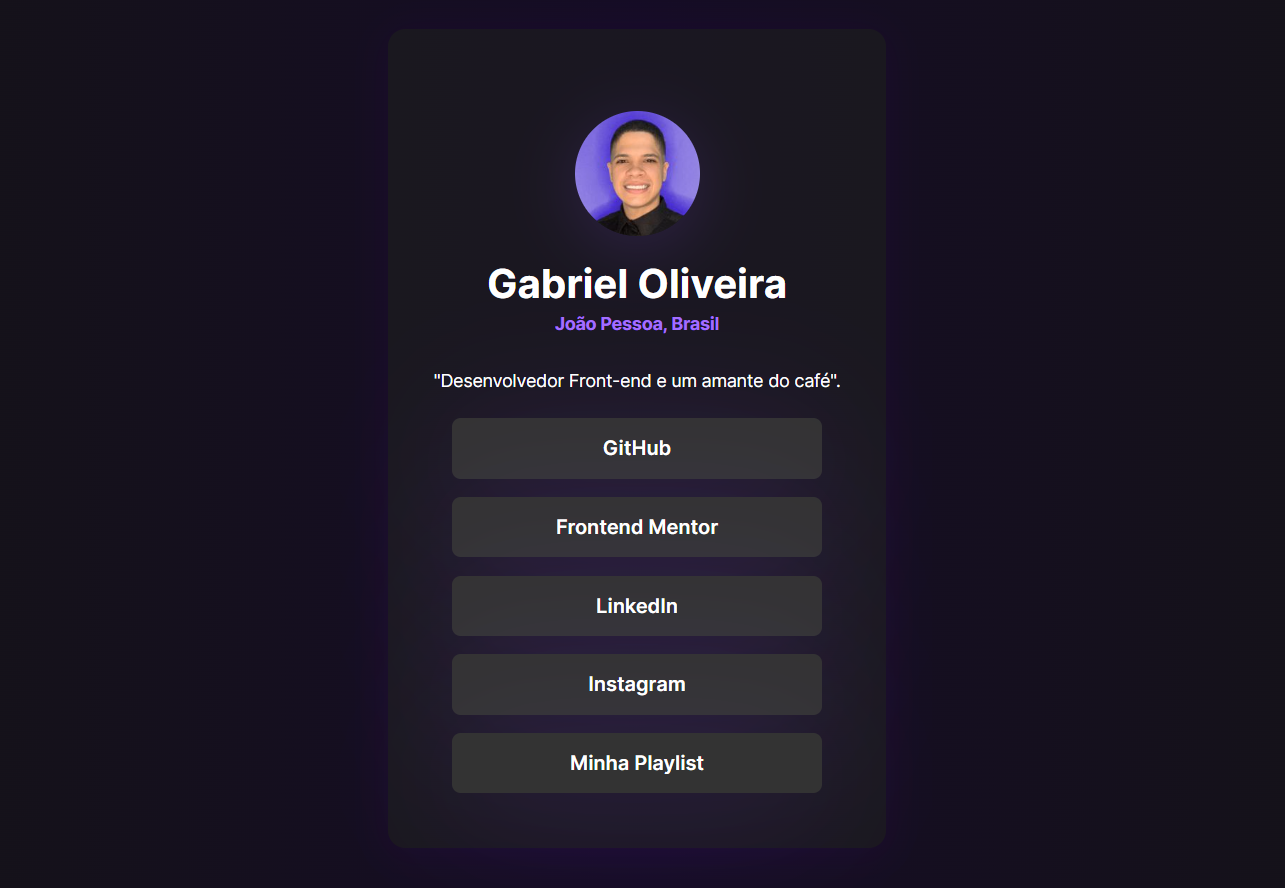 Gabriel Oliveira
João Pessoa, Brasil
"Desenvolvedor Front-end e um amante do café".
GitHub
Frontend Mentor
LinkedIn
Instagram
Minha Playlist